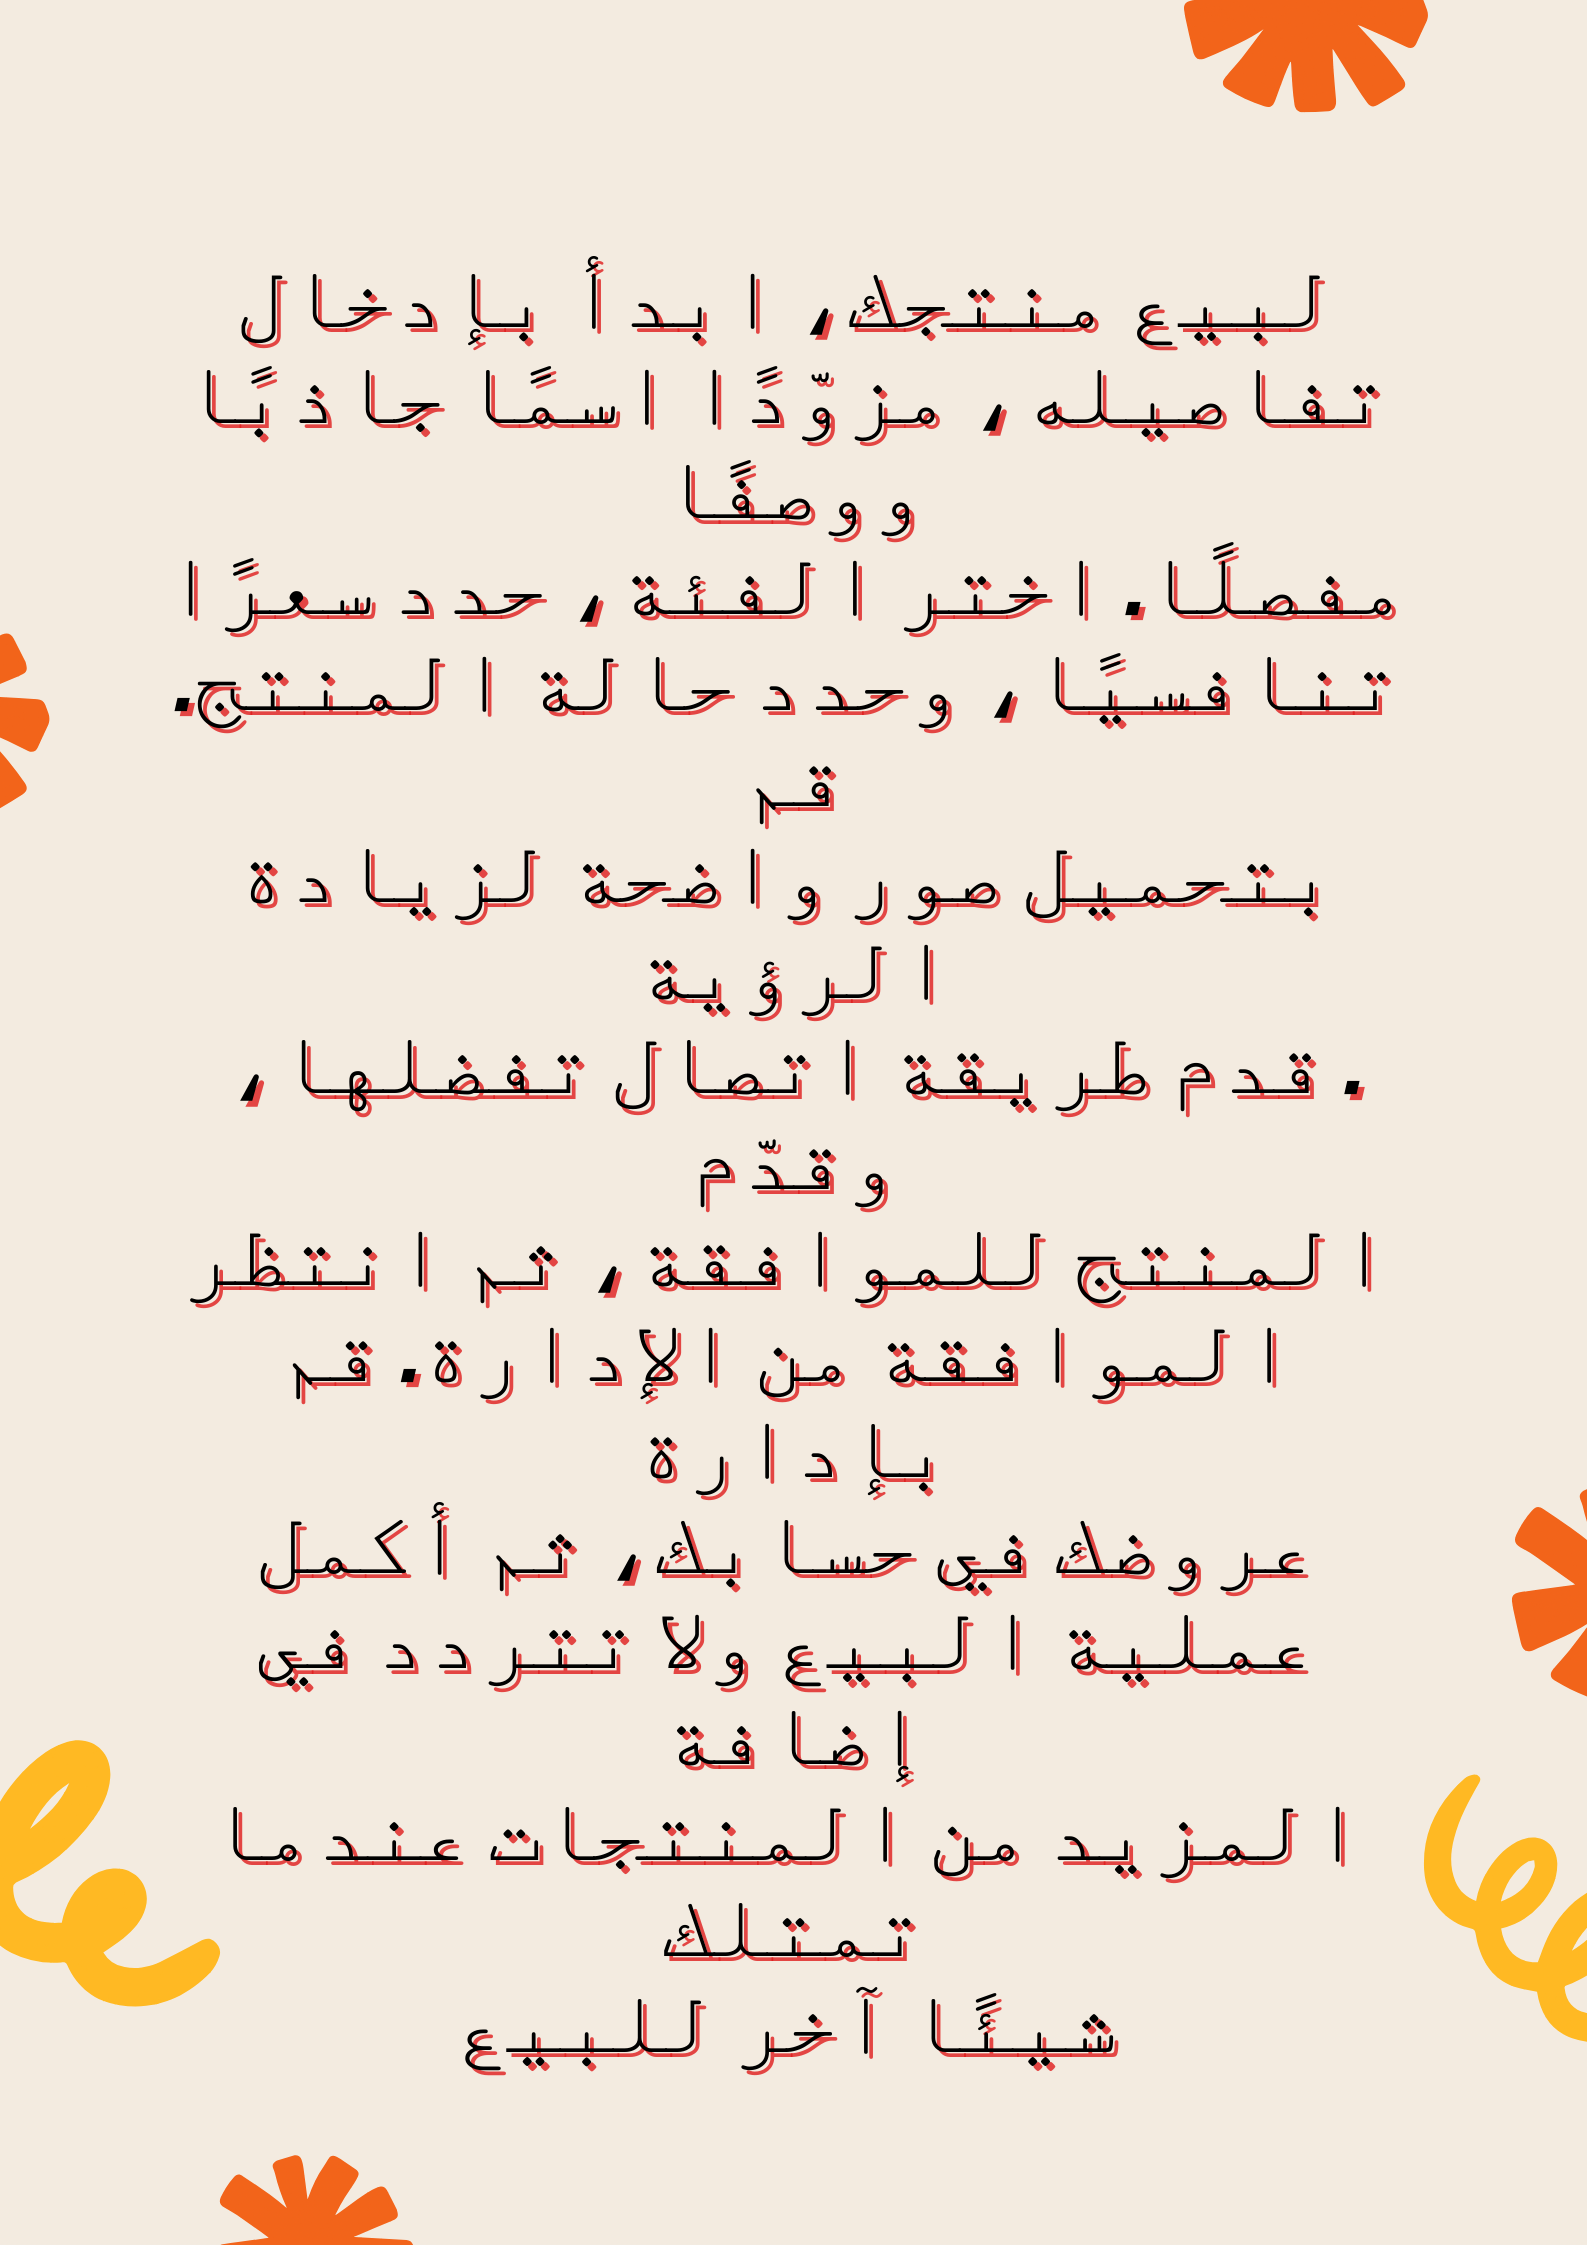 لبيع منتجك، ابدأ بإدخال
تفاصيله، مزوّدًا اسمًا جاذبًا
ووصفًا
مفصلًا. اختر الفئة، حدد سعرًا
تنافسيًا، وحدد حالة المنتج.
قم
بتحميل صور واضحة لزيادة
الرؤية
. قدم طريقة اتصال تفضلها،
وقدّم
المنتج للموافقة، ثم انتظر
الموافقة من الإدارة. قم
بإدارة
عروضك في حسابك، ثم أكمل
عملية البيع ولا تتردد في
إضافة
المزيد من المنتجات عندما
تمتلك
شيئًا آخر للبيع